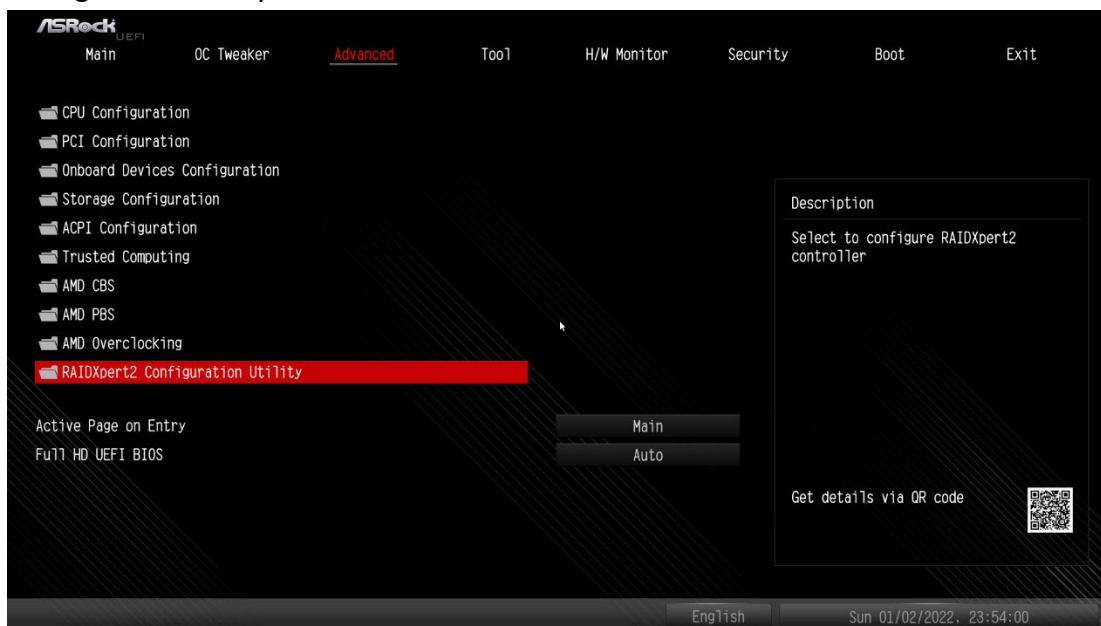 ASRock
UEFI
Main OC Tweaker Advanced Tool H/W Monitor Security Boot Exit
CPU Configuration
PCI Configuration
Onboard Devices Configuration
Storage Configuration
ACPI Configuration
Trusted Computing
AMD CBS
AMD PBS
AMD Overclocking
RAIDXpert2 Configuration Utility
Active Page on Entry Main
Full HD UEFI BIOS Auto
Description
Select to configure RAIDXpert2
controller
Get details via QR code
English Sun 01/02/2022. 23:54:00